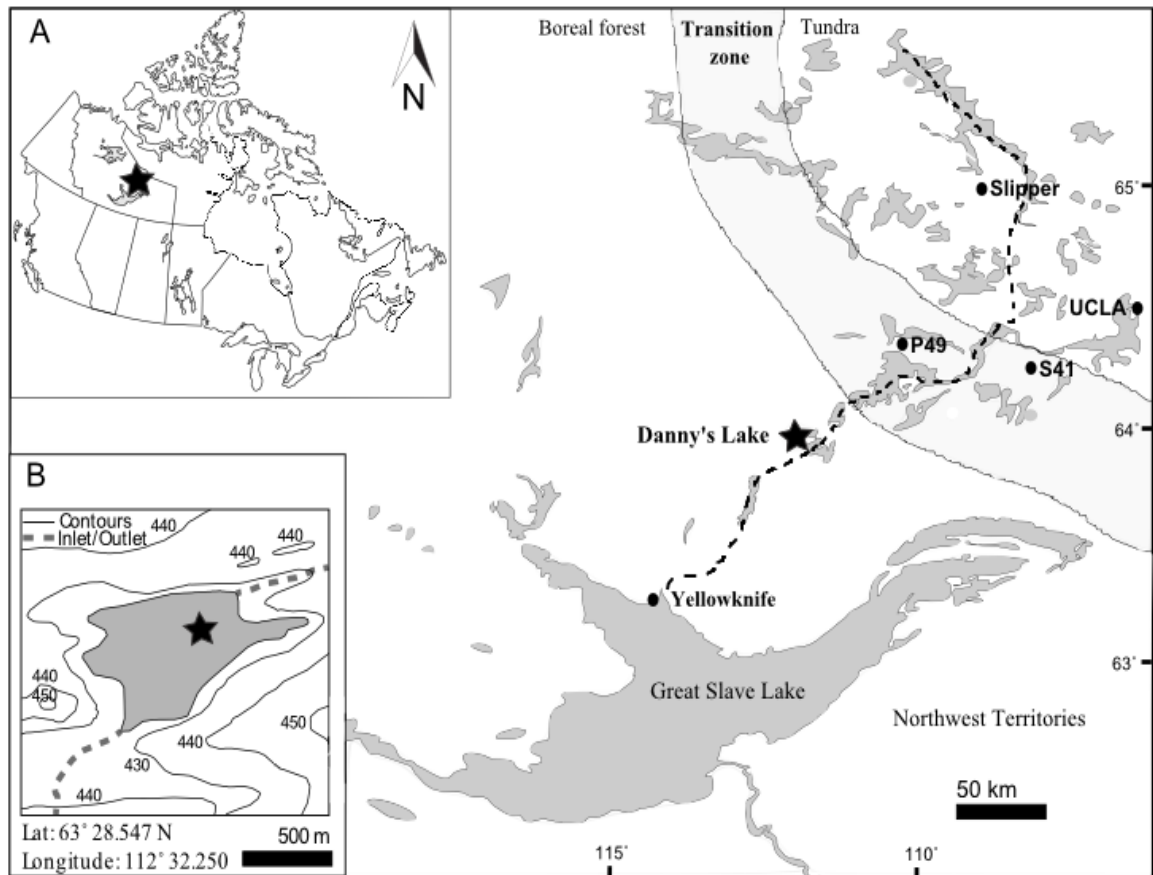 A
N
Boreal forest
Transition
zone
Tundra
Slipper
65°
UCLA
P49
S41
Danny's Lake
64°
Yellowknife
63°
Great Slave Lake
Northwest Territories
50 km
115°
110°
B
Contours
Inlet/Outlet
440
440
440
440
450
450
440
430
440
Lat: 63° 28.547 N
Longitude: 112° 32.250
500 m